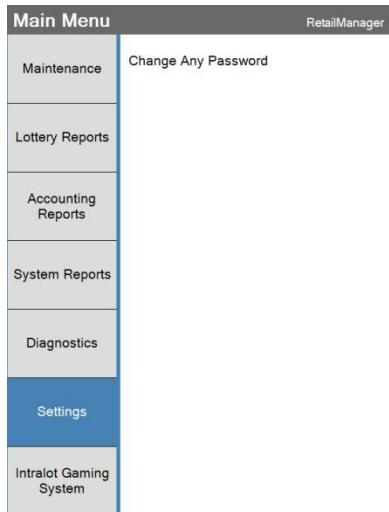 Main Menu
RetailManager
Maintenance
Change Any Password
Lottery Reports
Accounting
Reports
System Reports
Diagnostics
Settings
Intralot Gaming
System